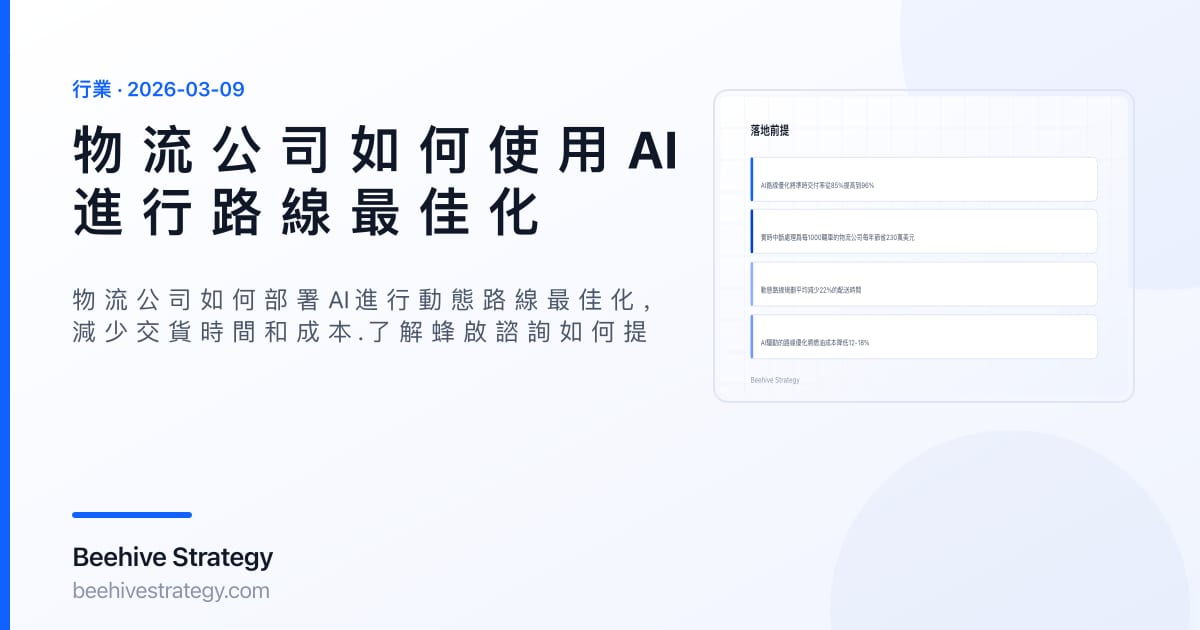 行業 · 2026-03-09
物流公司如何使用 AI
進行路線最佳化
物流公司如何部署AI進行動態路線最佳化,
減少交貨時間和成本.了解蜂啟諮詢如何提
落地前提
AI路線優化將準時交付率從85%提高到96%
實時中斷處理為每1000輛車的物流公司每年節省230萬美元
動態路線規劃平均減少22%的配送時間
AI驅動的路線優化將燃油成本降低12-18%
Beehive Strategy
Beehive Strategy
beehivestrategy.com